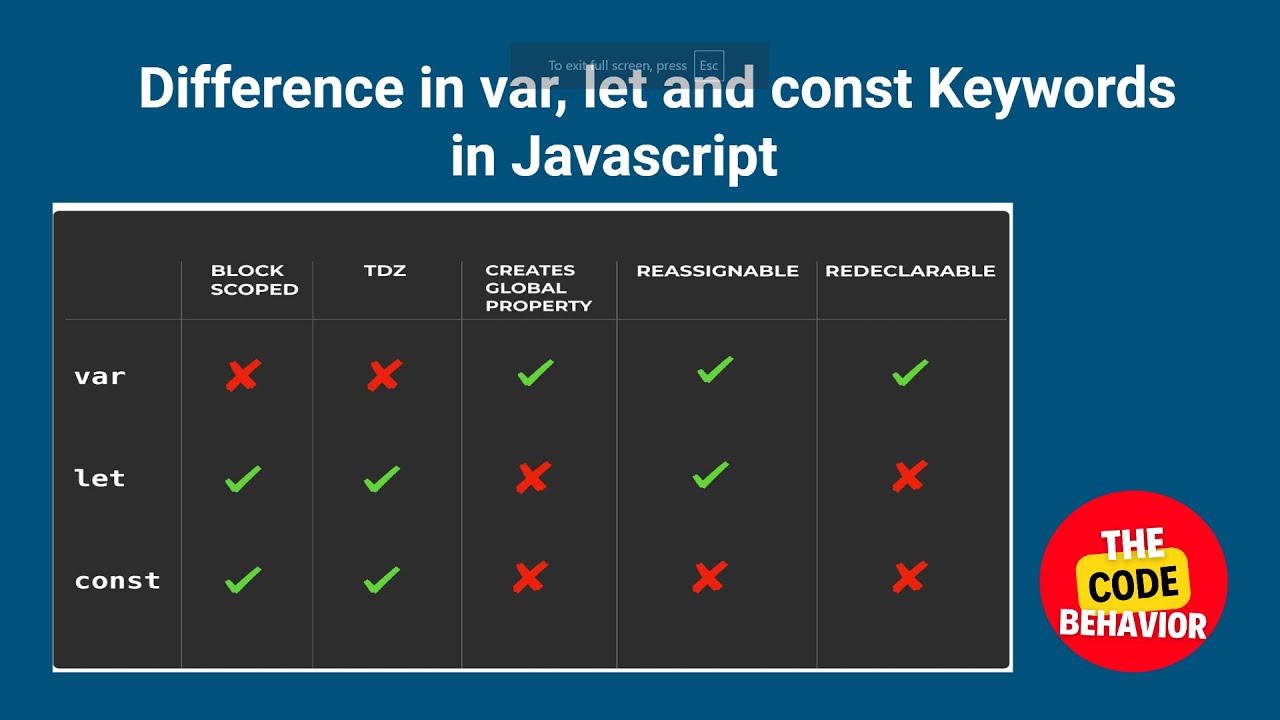 To exit full screen, press Esc
Difference in var, let and const Keywords
in Javascript
BLOCK
SCOPED
TDZ
CREATES
GLOBAL
PROPERTY
REASSIGNABLE
REDECLARABLE
var
let
const
THE
CODE
BEHAVIOR